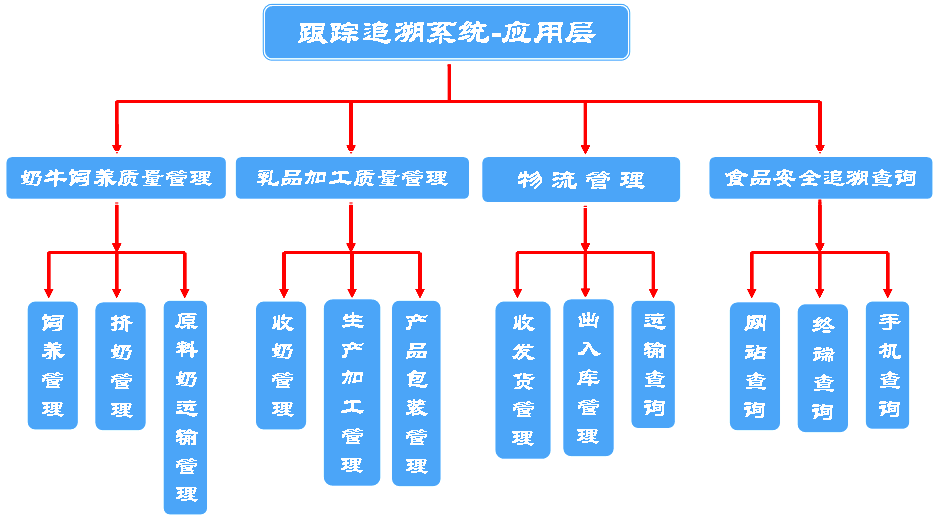 跟踪追溯系统-应用层
奶牛饲养质量管理
乳品加工质量管理
物流管理
食品安全追溯查询
饲养管理
挤奶管理
原料奶运输管理
收奶管理
生产加工管理
产品包装管理
收发货管理
出入库管理
运输查询
网站查询
终端查询
手机查询